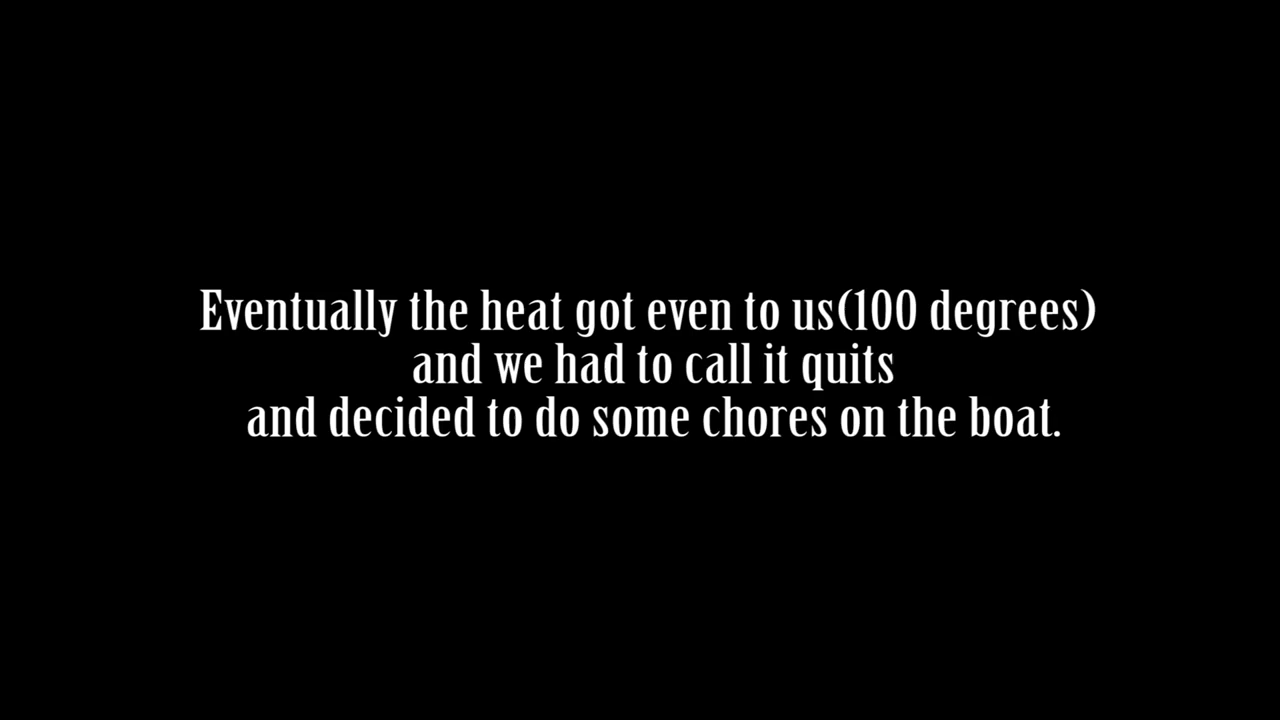 Eventually the heat got even to us(100 degrees)
and we had to call it quits
and decided to do some chores on the boat.